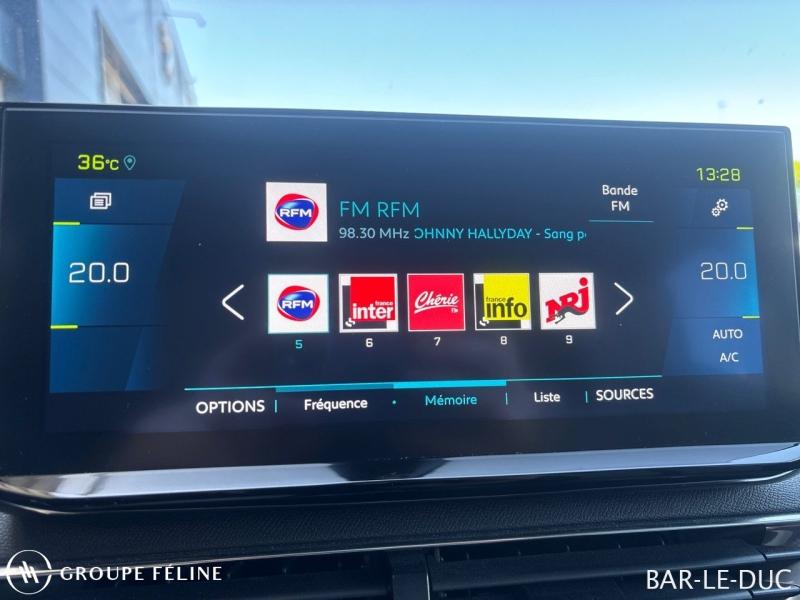 36°C
13:28
Bande
FM
RFM
FM RFM
98.30 MHz OHNNY HALLYDAY - Sang p
20.0
20.0
RFM
france
inter
Chérie
FM
france
info
NRJ
5 6 7 8 9
AUTO
A/C
OPTIONS | Fréquence • Mémoire | Liste | SOURCES
GROUPE FÉLINE
BAR-LE-DUC